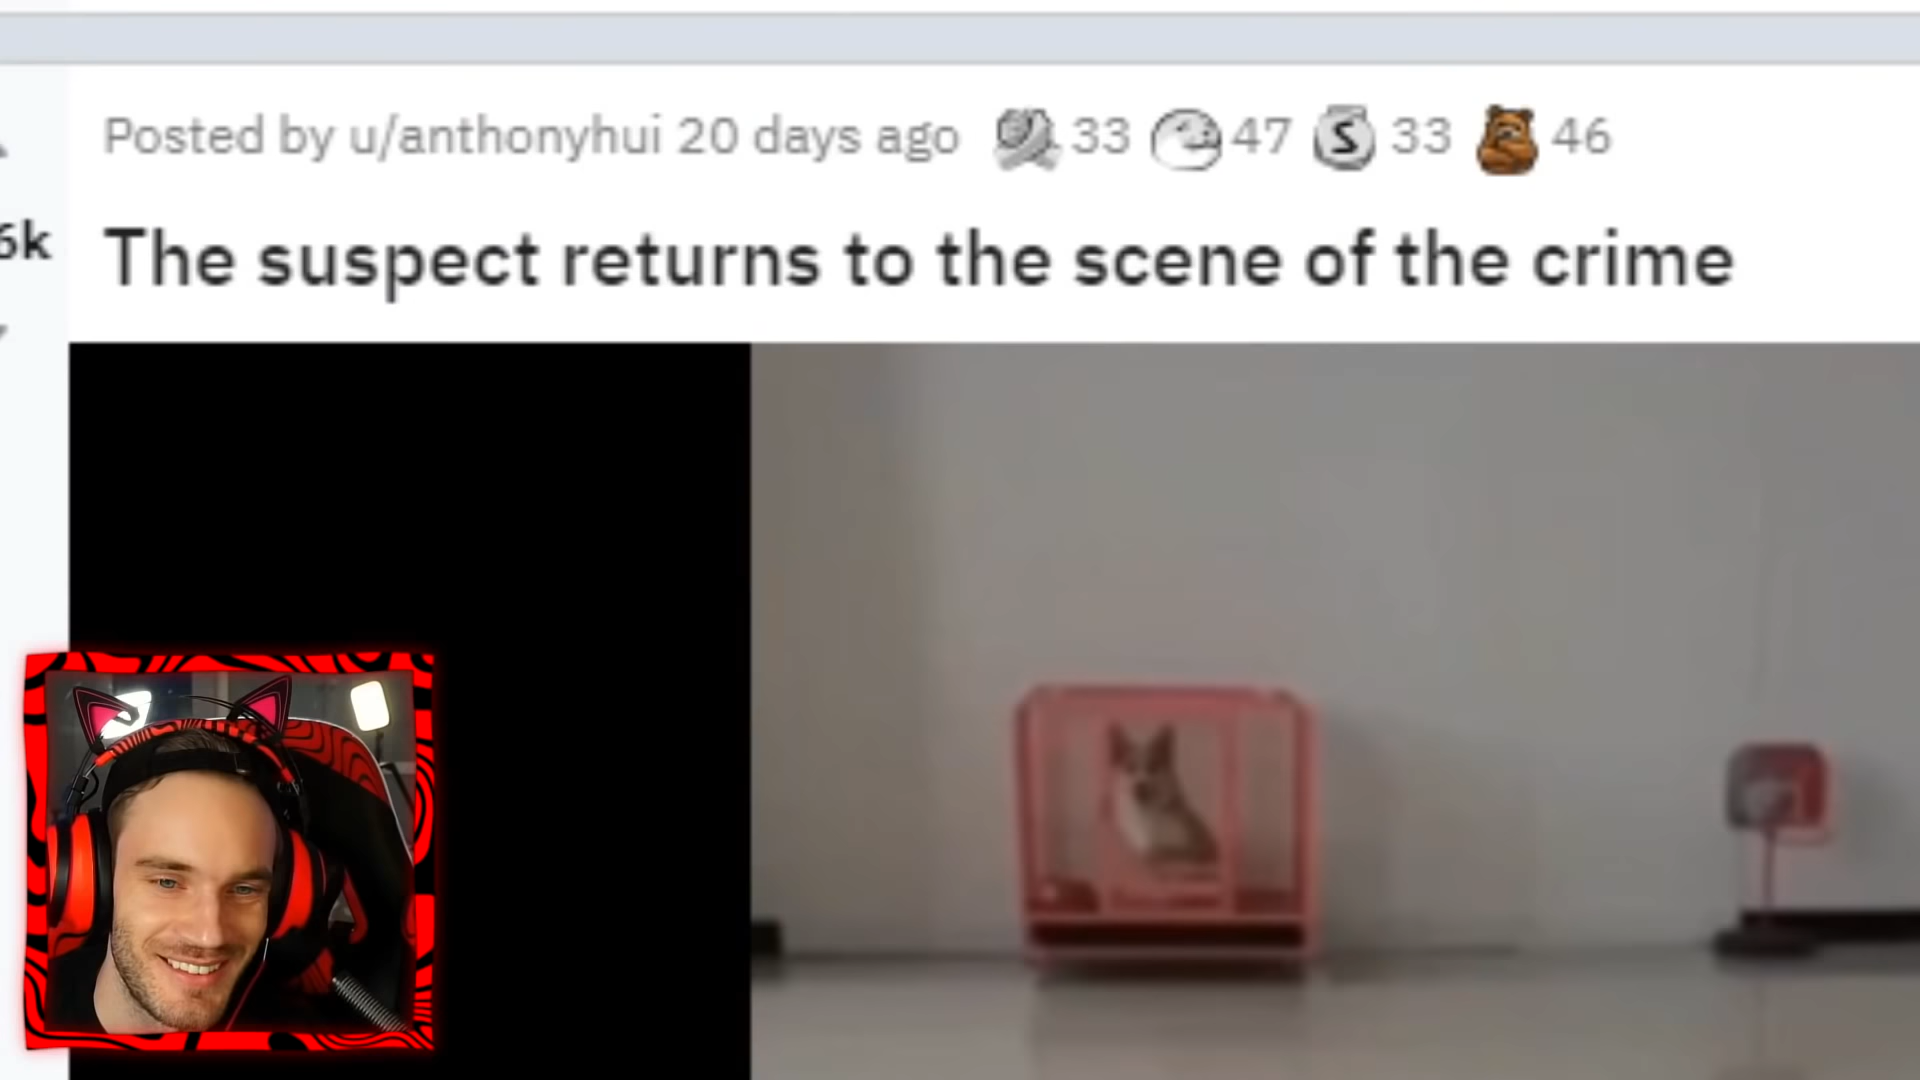 Posted by u/anthonyhui 20 days ago 33 47 S 33 46
6k
The suspect returns to the scene of the crime